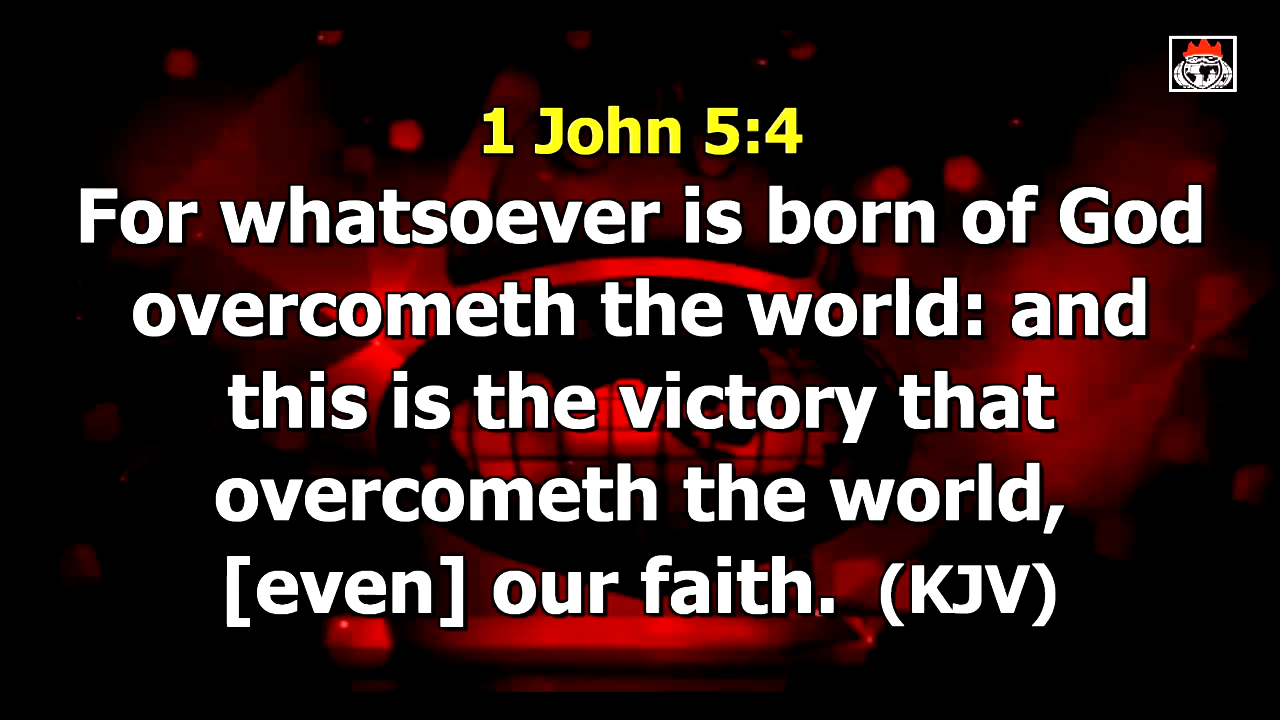 1 John 5:4
For whatsoever is born of God
overcometh the world: and
this is the victory that
overcometh the world,
[even] our faith.  (KJV)